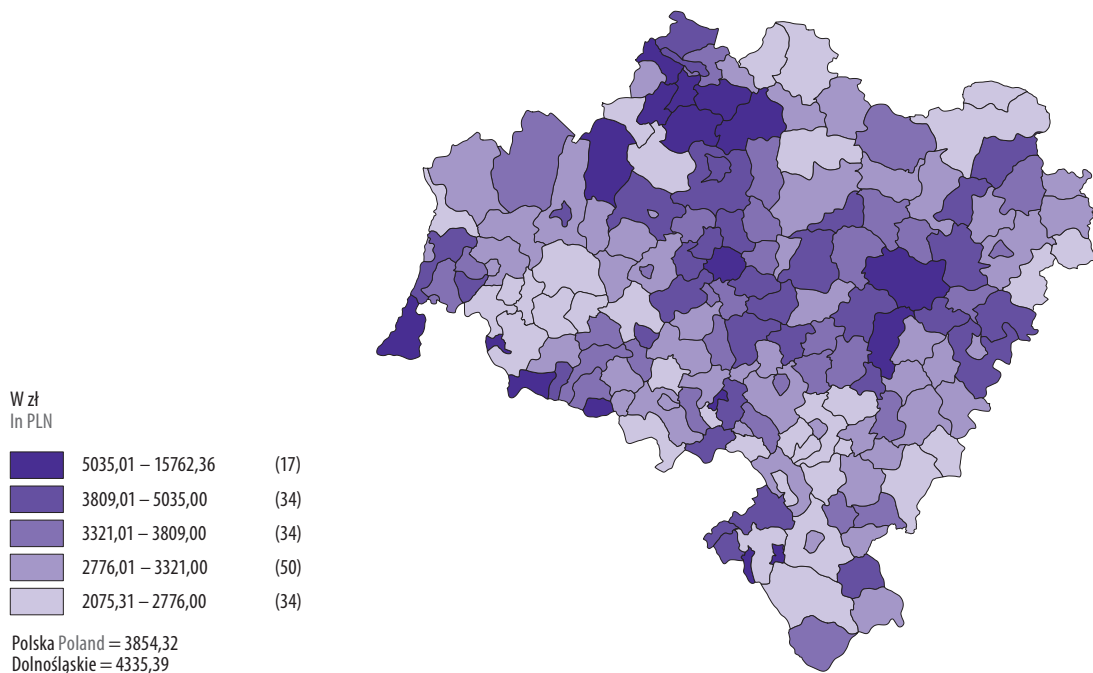 W zł
In PLN
5035,01 – 15762,36 (17)
3809,01 – 5035,00 (34)
3321,01 – 3809,00 (34)
2776,01 – 3321,00 (50)
2075,31 – 2776,00 (34)
Polska Poland = 3854,32
Dolnośląskie = 4335,39